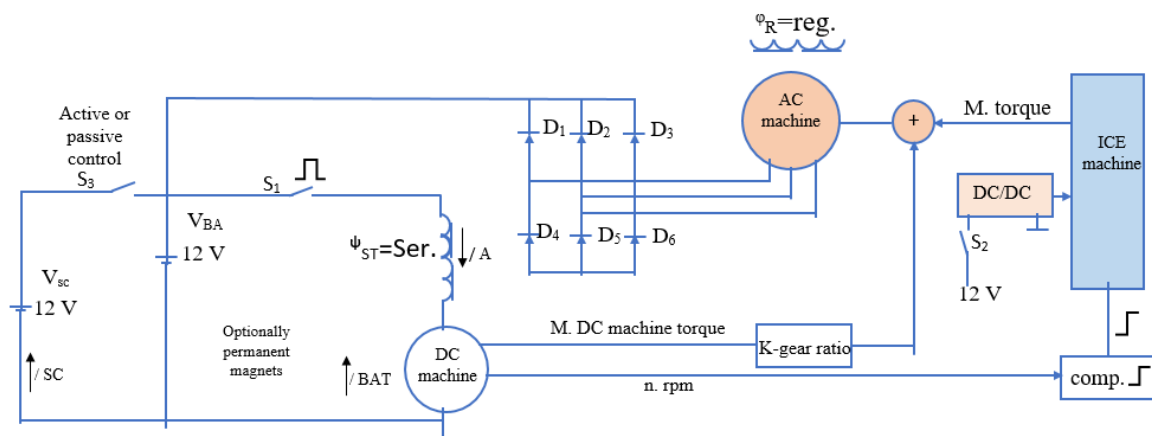 φR=reg.
AC
machine
+
M. torque
ICE
machine
Active or
passive
control
S3
S1
D1
D2
D3
DC/DC
S2
12 V
VBA
12 V
ψST=Ser.
/ A
D4
D5
D6
Vsc
12 V
Optionally
permanent
magnets
/ SC
/ BAT
DC
machine
M. DC machine torque
K-gear ratio
n. rpm
comp.